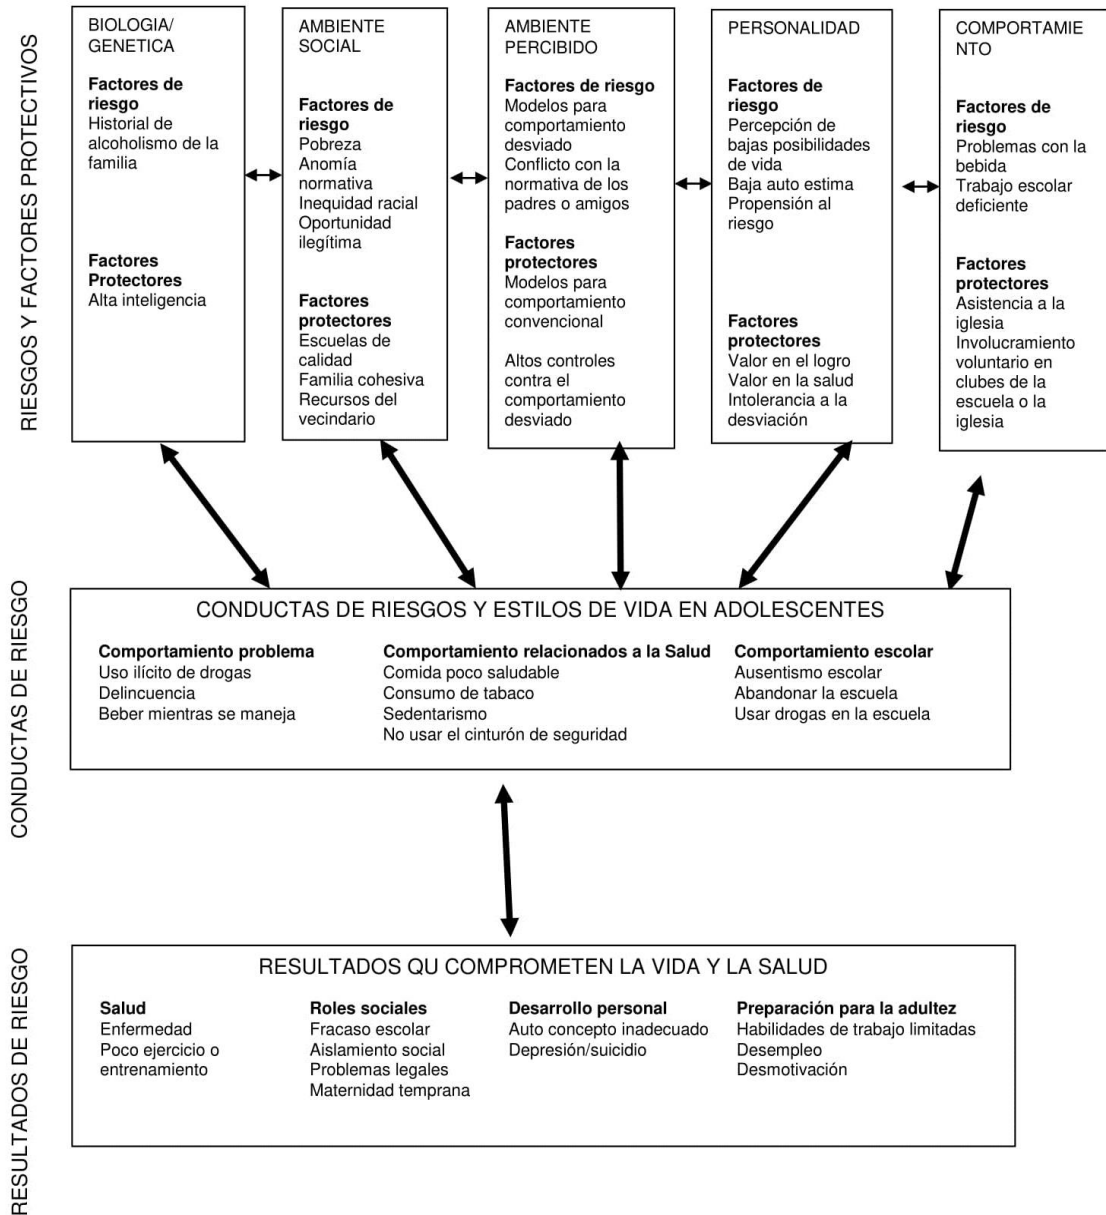 RIESGOS Y FACTORES PROTECTIVOS
BIOLOGIA/
GENETICA
Factores de
riesgo
Historial de
alcoholismo de la
familia
Factores
Protectores
Alta inteligencia
AMBIENTE
SOCIAL
Factores de
riesgo
Pobreza
Anomía
normativa
Inequidad racial
Oportunidad
ilegítima
Factores
protectores
Escuelas de
calidad
Familia cohesiva
Recursos del
vecindario
AMBIENTE
PERCIBIDO
Factores de riesgo
Modelos para
comportamiento
desviado
Conflicto con la
normativa de los
padres o amigos
Factores
protectores
Modelos para
comportamiento
convencional
Altos controles
contra el
comportamiento
desviado
PERSONALIDAD
Factores de
riesgo
Percepción de
bajas posibilidades
de vida
Baja auto estima
Propensión al
riesgo
Factores
protectores
Valor en el logro
Valor en la salud
Intolerancia a la
desviación
COMPORTAMIE
NTO
Factores de
riesgo
Problemas con la
bebida
Trabajo escolar
deficiente
Factores
protectores
Asistencia a la
iglesia
Involucramiento
voluntario en
clubes de la
escuela o la
iglesia
CONDUCTAS DE RIESGO
CONDUCTAS DE RIESGOS Y ESTILOS DE VIDA EN ADOLESCENTES
Comportamiento problema
Uso ilícito de drogas
Delincuencia
Beber mientras se maneja
Comportamiento relacionados a la Salud
Comida poco saludable
Consumo de tabaco
Sedentarismo
No usar el cinturón de seguridad
Comportamiento escolar
Ausentismo escolar
Abandonar la escuela
Usar drogas en la escuela
RESULTADOS DE RIESGO
RESULTADOS QU COMPROMETEN LA VIDA Y LA SALUD
Salud
Enfermedad
Poco ejercicio o
entrenamiento
Roles sociales
Fracaso escolar
Aislamiento social
Problemas legales
Maternidad temprana
Desarrollo personal
Auto concepto inadecuado
Depresión/suicidio
Preparación para la adultez
Habilidades de trabajo limitadas
Desempleo
Desmotivación